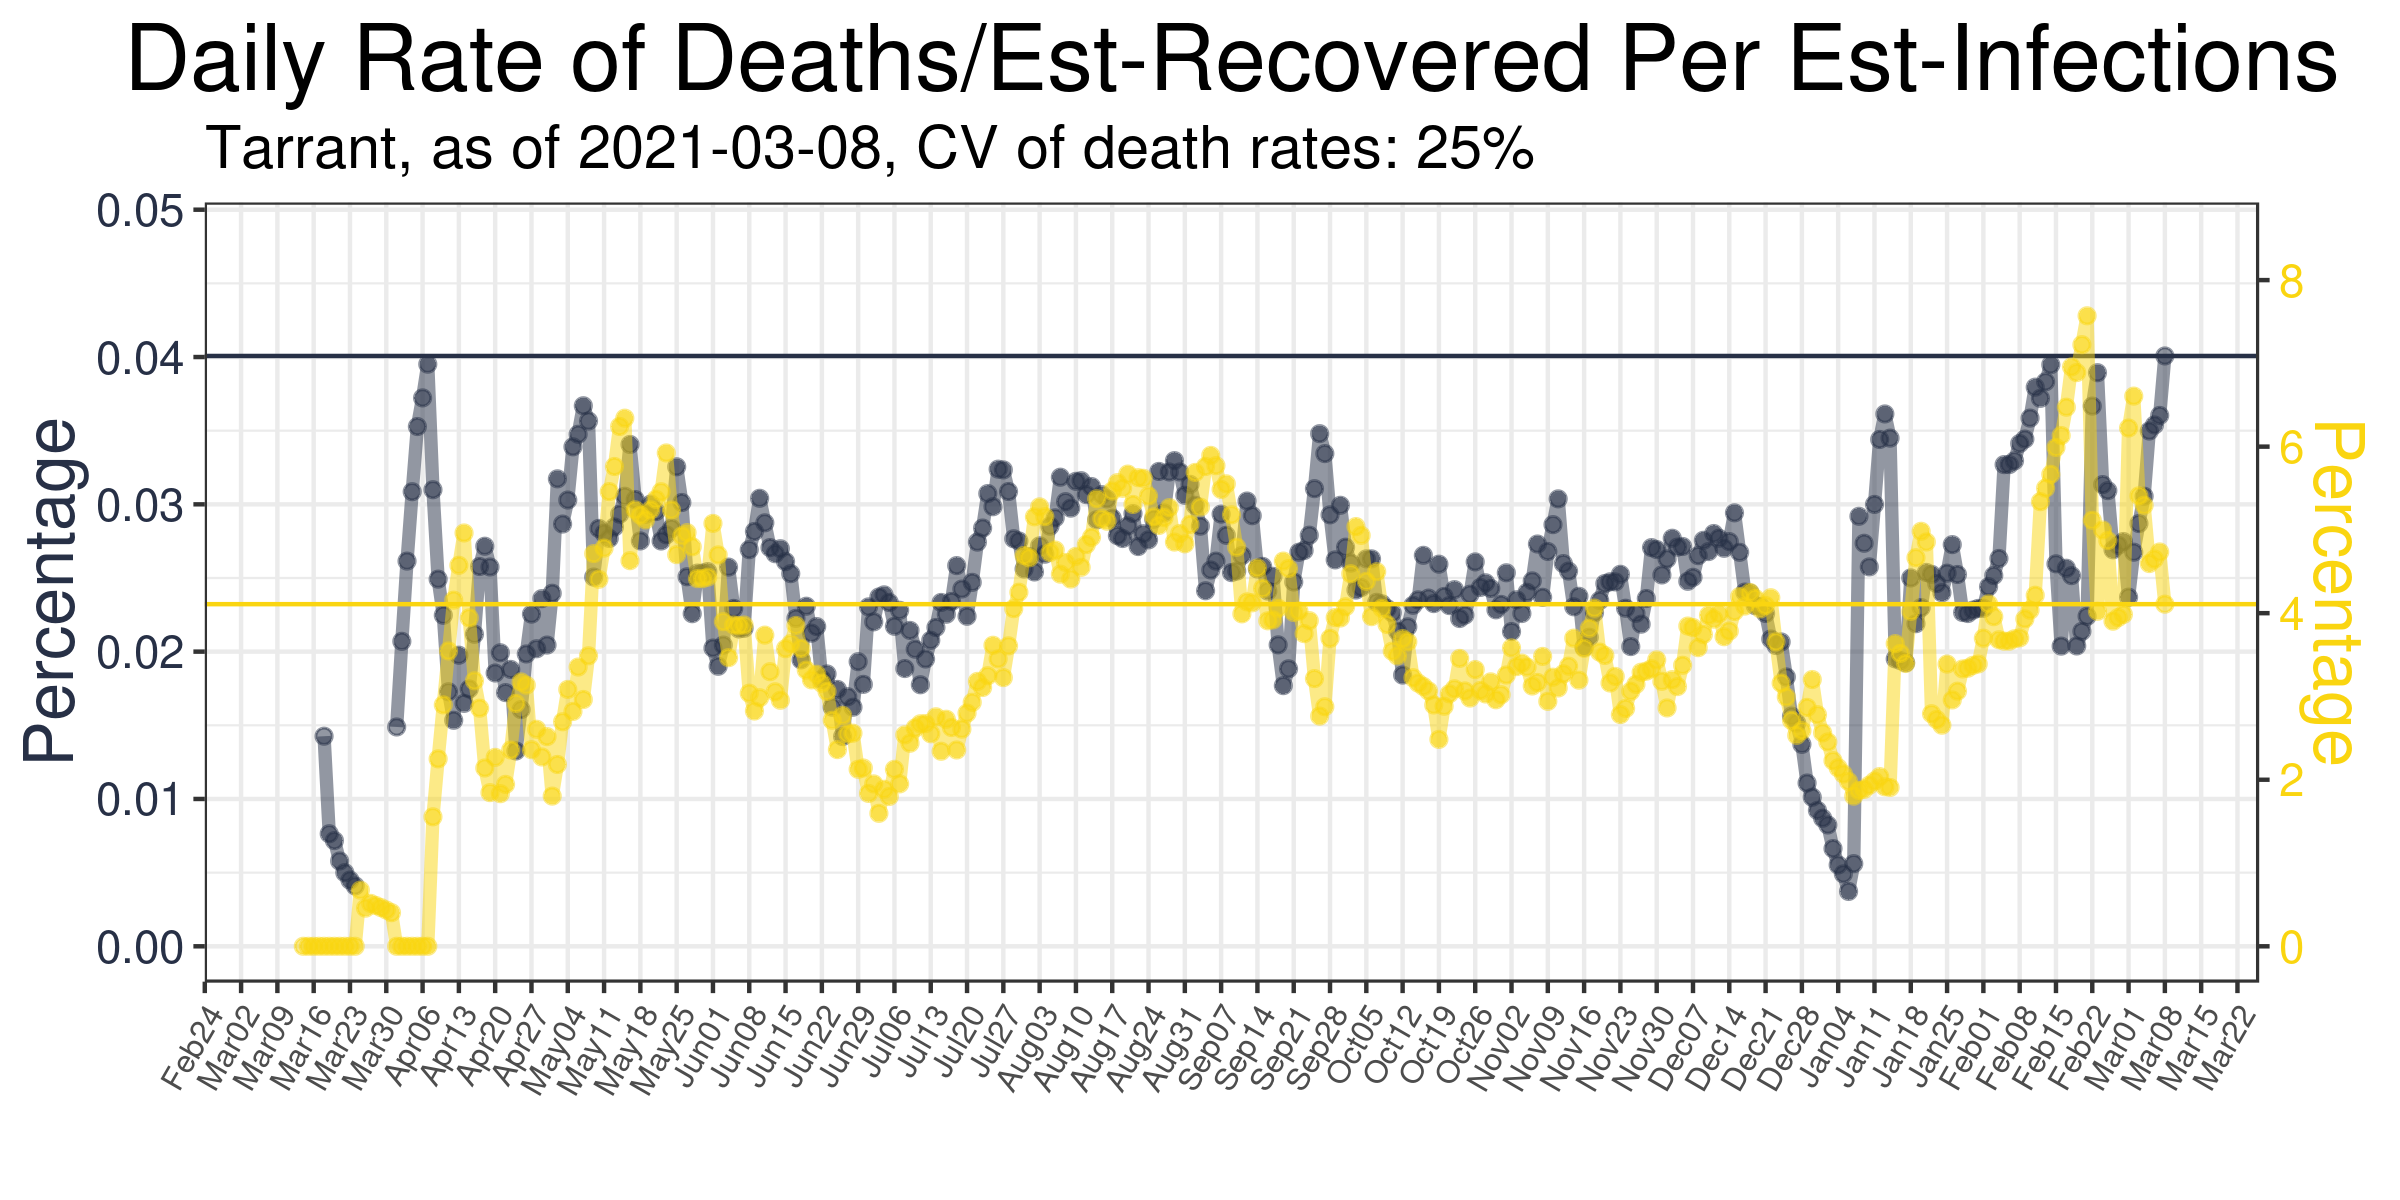 Daily Rate of Deaths/Est-Recovered Per Est-Infections
Tarrant, as of 2021-03-08, CV of death rates: 25%
Percentage
0.05
0.04
0.03
0.02
0.01
0.00
8
6
4
2
0
Percentage
Feb24
Mar02
Mar09
Mar16
Mar23
Mar30
Apr06
Apr13
Apr20
Apr27
May04
May11
May18
May25
Jun01
Jun08
Jun15
Jun22
Jun29
Jul06
Jul13
Jul20
Jul27
Aug03
Aug10
Aug17
Aug24
Aug31
Sep07
Sep14
Sep21
Sep28
Oct05
Oct12
Oct19
Oct26
Nov02
Nov09
Nov16
Nov23
Nov30
Dec07
Dec14
Dec21
Dec28
Jan04
Jan11
Jan18
Jan25
Feb01
Feb08
Feb15
Feb22
Mar01
Mar08
Mar15
Mar22